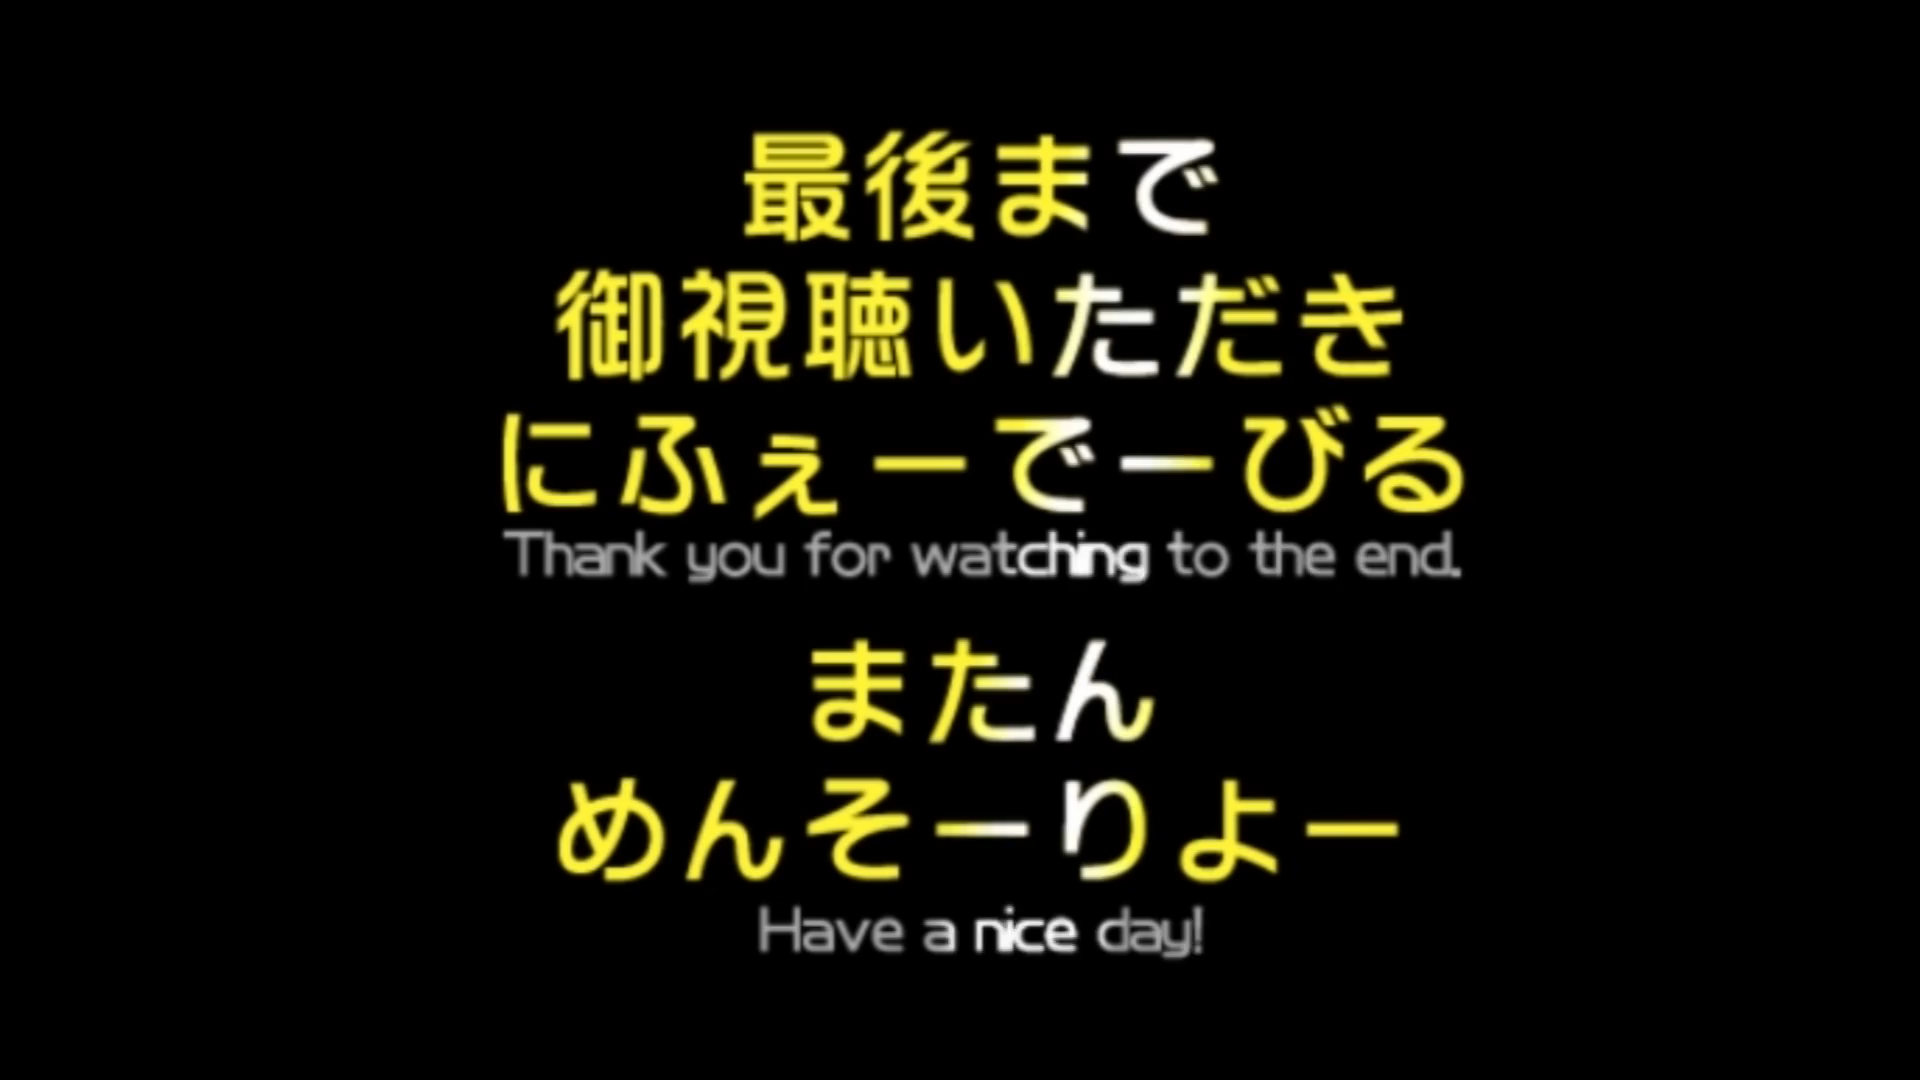 最後まで
御視聴いただき
にふぇーでーびる
Thank you for watching to the end.
またん
めんそーりよー
Have a nice day!